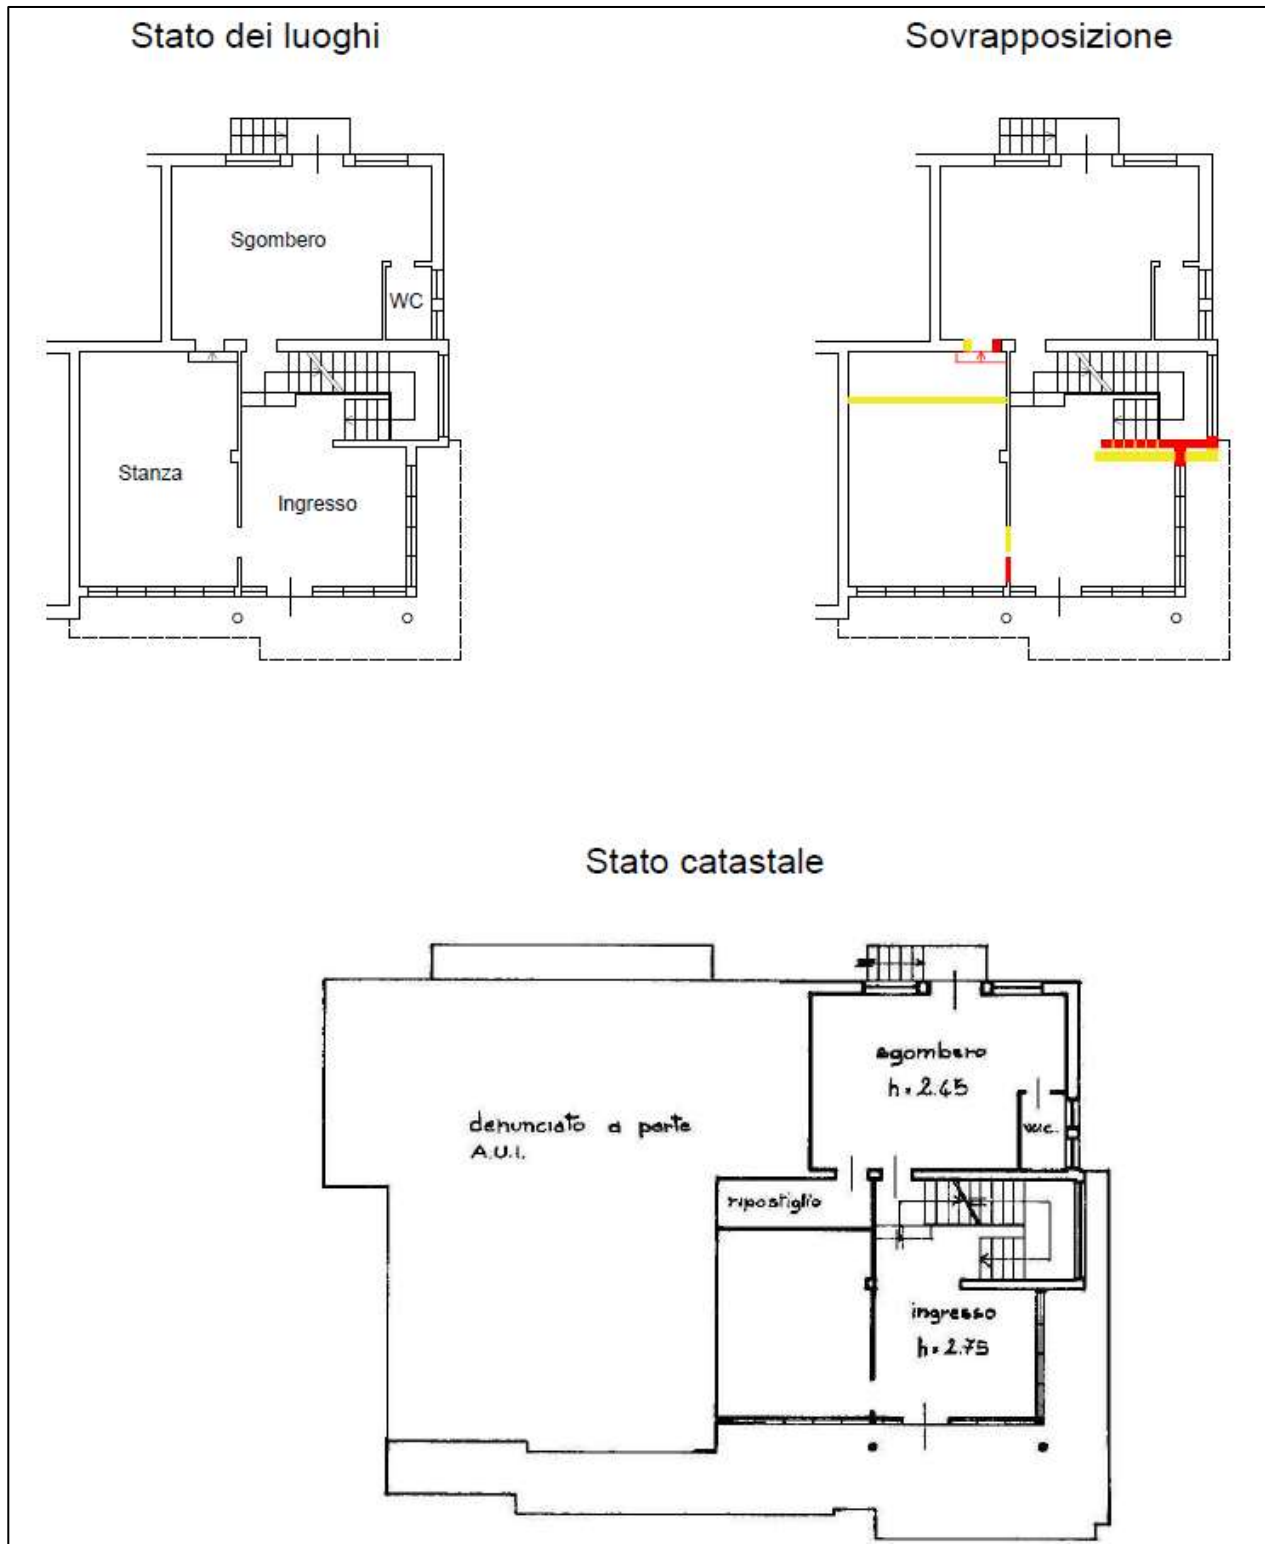 Stato dei luoghi
Sovrapposizione
Sgombero
WC
Stanza
Ingresso
Stato catastale
sgombero
h = 2.45
denunciato a parte
A.U.I.
w.c.
ripostiglio
ingresso
h = 2.75